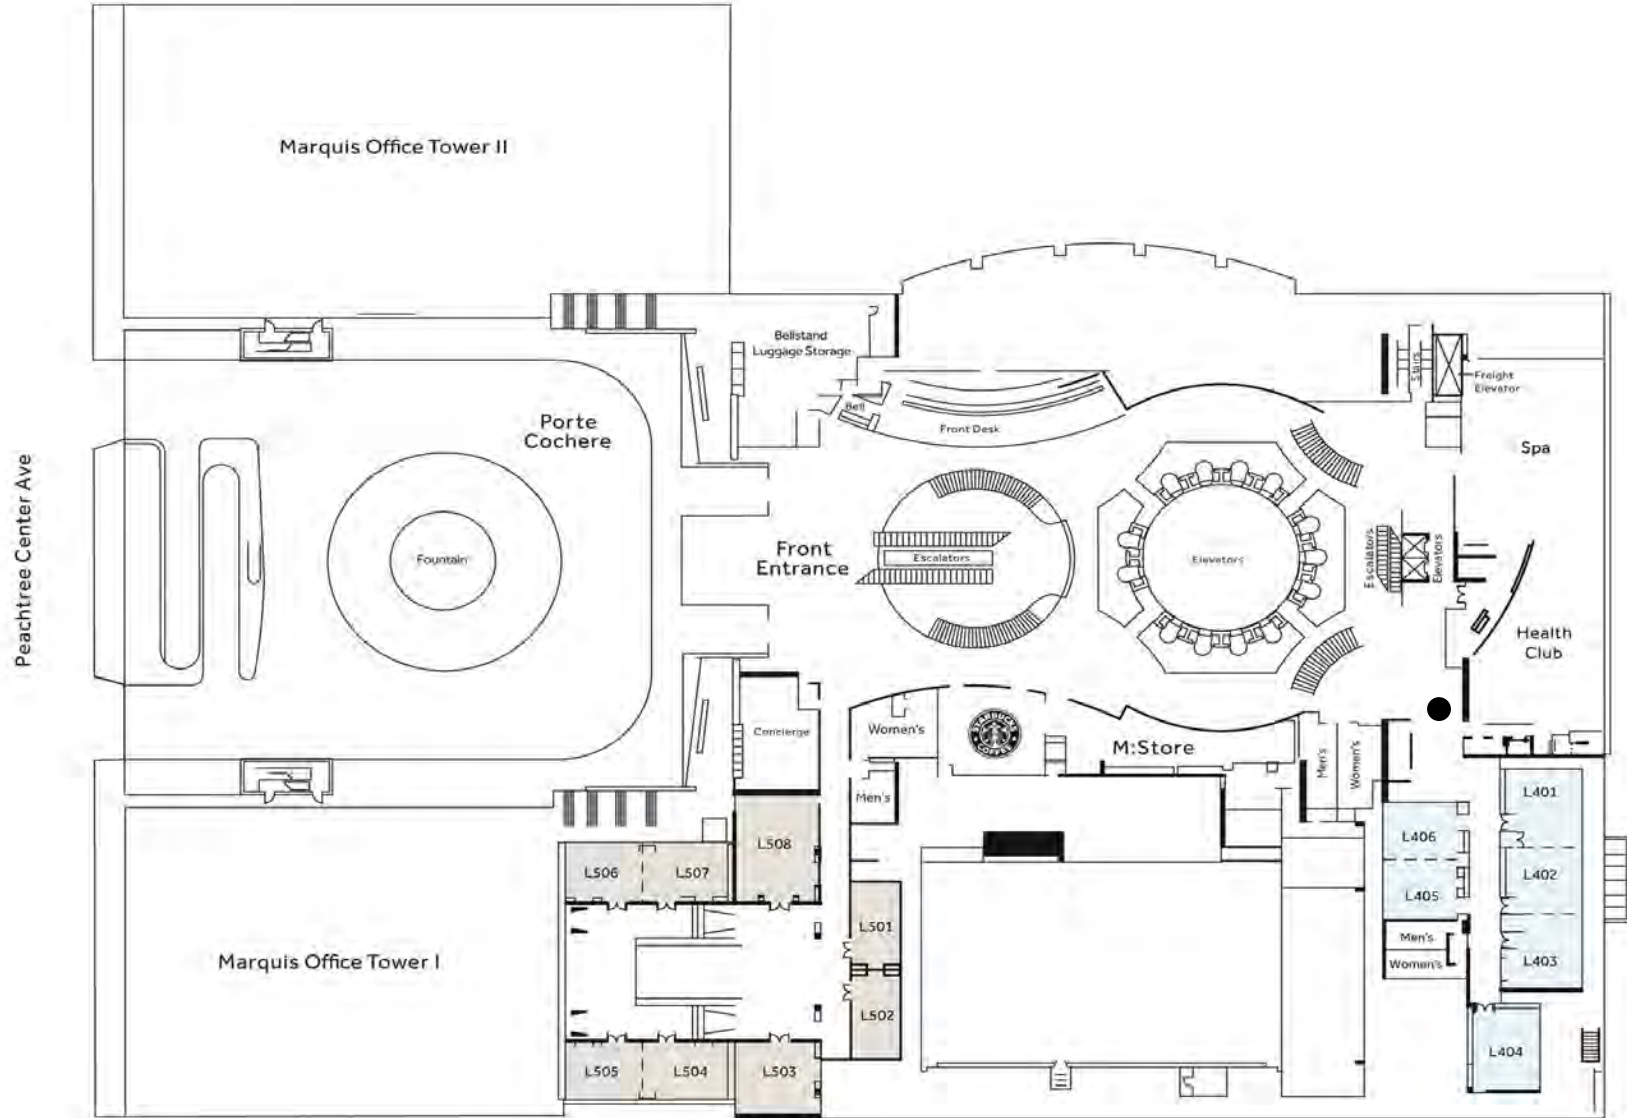 Marquis Office Tower II
Bellstand
Luggage Storage
Stairs
Freight
Elevator
Bell
Front Desk
Porte
Cochere
Spa
Peachtree Center Ave
Fountain
Front
Entrance
Escalators
Elevators
Escalators
Elevators
Health
Club
Concierge
Women's
STARBUCKS
COFFEE
M:Store
Men's
Women's
Men's
L401
L406
L402
L405
L508
L506
L507
L501
Men's
Women's
L403
Marquis Office Tower I
L502
L404
L505
L504
L503